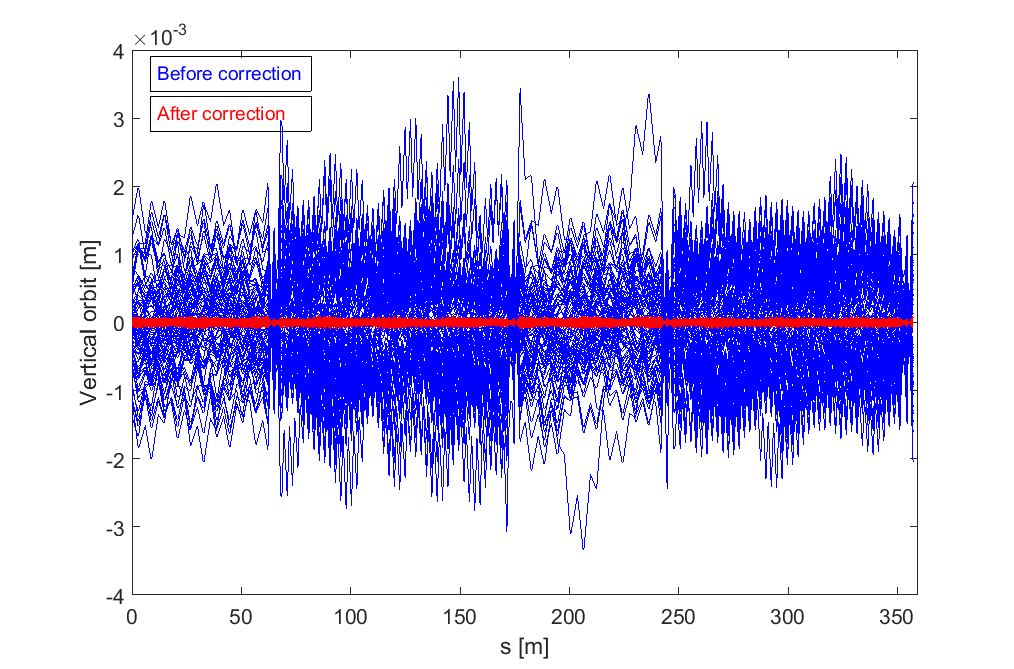 ×10⁻³
Before correction
After correction
4
3
2
1
0
-1
-2
-3
-4
Vertical orbit [m]
0 50 100 150 200 250 300 350
s [m]